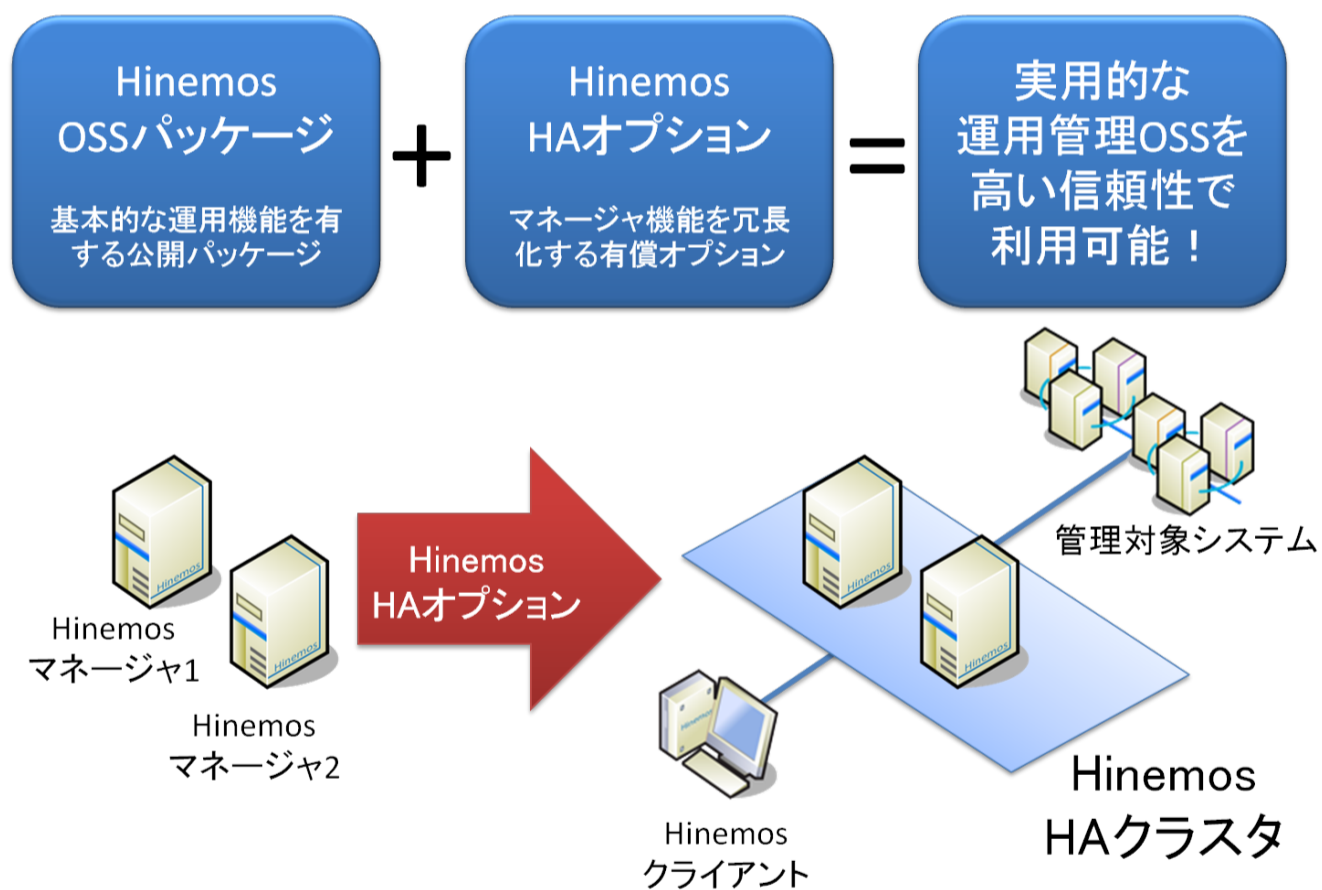 Hinemos
OSSパッケージ
基本的な運用機能を有
する公開パッケージ
+
Hinemos
HAオプション
マネージャ機能を冗長
化する有償オプション
=
実用的な
運用管理OSSを
高い信頼性で
利用可能！
管理対象システム
Hinemos
Hinemos
Hinemos
マネージャ1
Hinemos
マネージャ2
Hinemos
HAオプション
Hinemos
Hinemos
Hinemos
Hinemos
クライアント
Hinemos
HAクラスタ